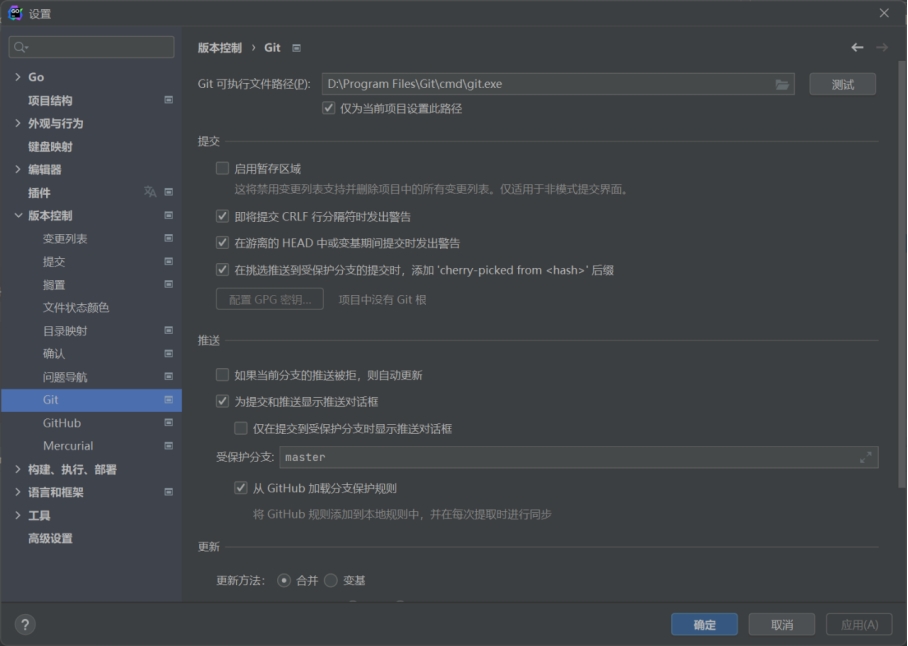 设置
Go
项目结构
外观与行为
键盘映射
编辑器
插件
版本控制
变更列表
提交
搁置
文件状态颜色
目录映射
确认
问题导航
Git
GitHub
Mercurial
构建、执行、部署
语言和框架
工具
高级设置
版本控制 › Git
Git 可执行文件路径(P): D:\Program Files\Git\cmd\git.exe 测试
仅为当前项目设置此路径
提交
启用暂存区域
这将禁用变更列表支持并删除项目中的所有变更列表。仅适用于非模式提交界面。
即将提交 CRLF 行分隔符时发出警告
在游离的 HEAD 中或变基期间提交时发出警告
在挑选推送到受保护分支的提交时，添加 'cherry-picked from <hash>' 后缀
配置 GPG 密钥... 项目中没有 Git 根
推送
如果当前分支的推送被拒，则自动更新
为提交和推送显示推送对话框
仅在提交到受保护分支时显示推送对话框
受保护分支: master
从 GitHub 加载分支保护规则
将 GitHub 规则添加到本地规则中，并在每次提取时进行同步
更新
更新方法: 合并 变基
? 确定 取消 应用(A)